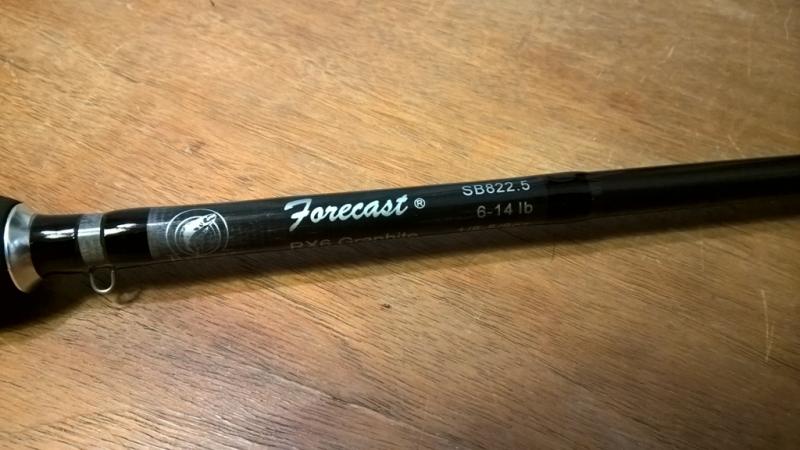 Forecast ®
RX6 Graphite
SB822.5
6-14 lb